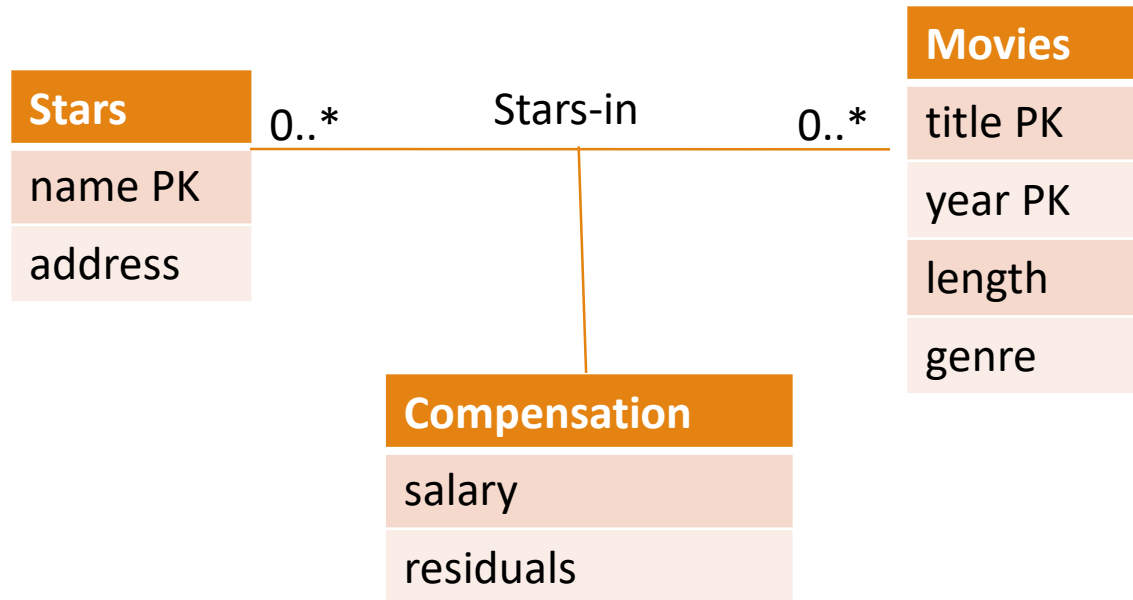 Stars
name PK
address
0..*
Stars-in
0..*
Movies
title PK
year PK
length
genre
Compensation
salary
residuals